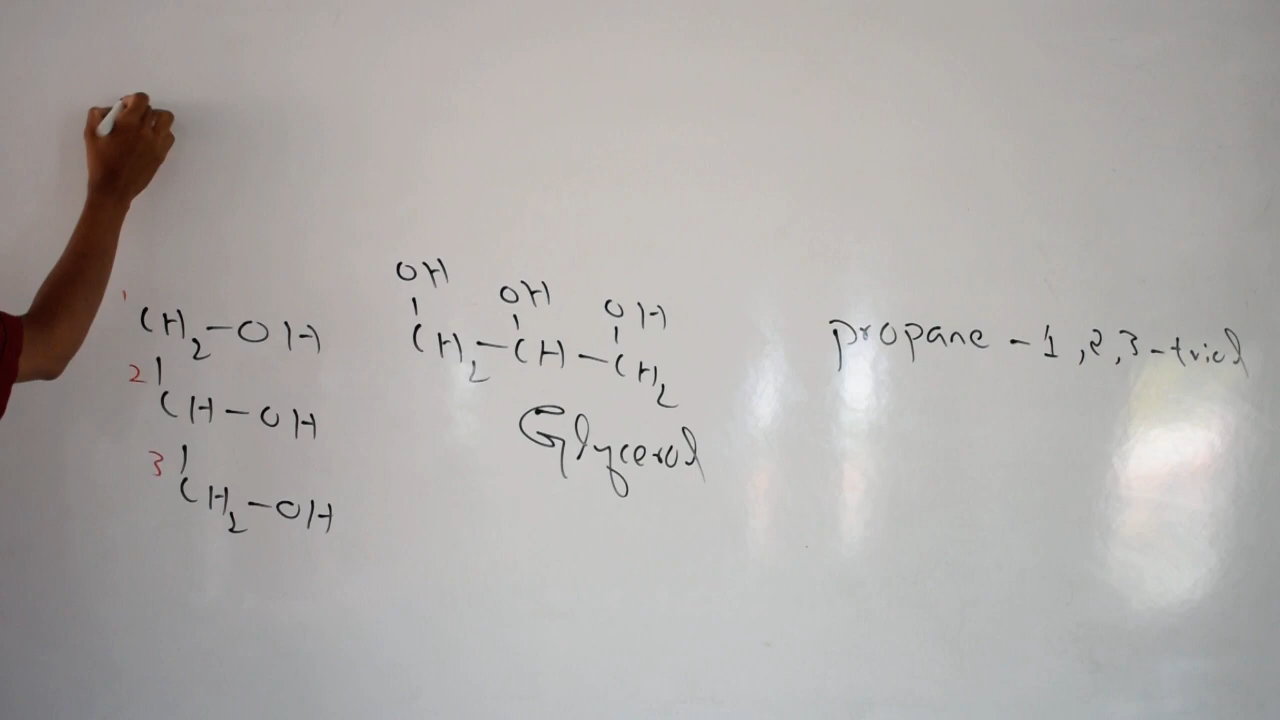 1
CH2-OH
2
CH-OH
3
CH2-OH
OH OH OH
CH2-CH-CH2
Glycerol
propane-1,2,3-triol